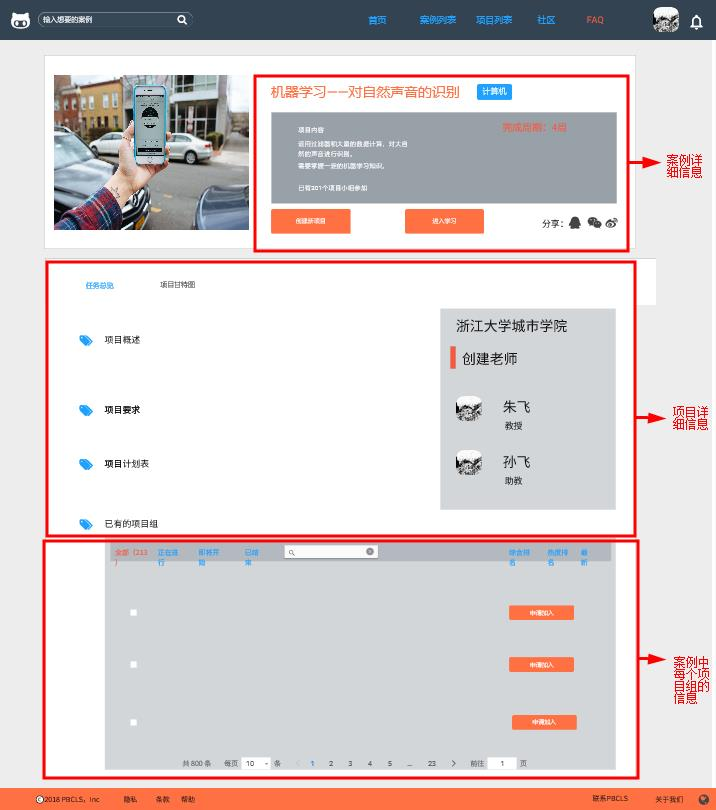 输入想要的案例
首页
案例列表
项目列表
社区
FAQ
机器学习——对自然声音的识别
计算机
项目内容
完成周期：4周
运用过滤器和大量的数据计算，对大自
然的声音进行识别。
需要掌握一定的机器学习知识。
已有201个项目小组参加
创建新项目
进入学习
分享：
案例详
细信息
任务总览
项目甘特图
项目概述
项目要求
项目计划表
已有的项目组
浙江大学城市学院
创建老师
朱飞
教授
孙飞
助教
项目详
细信息
全部（213
）
正在进
行
即将开
始
已结
束
综合排
名
热度排
名
最
新
申请加入
申请加入
申请加入
案例中
每个项
目组的
信息
共 800 条
每页
10
条
1
2
3
4
5
...
23
前往
1
页
©2018 PBCLS，Inc
隐私
条款
帮助
联系PBCLS
关于我们